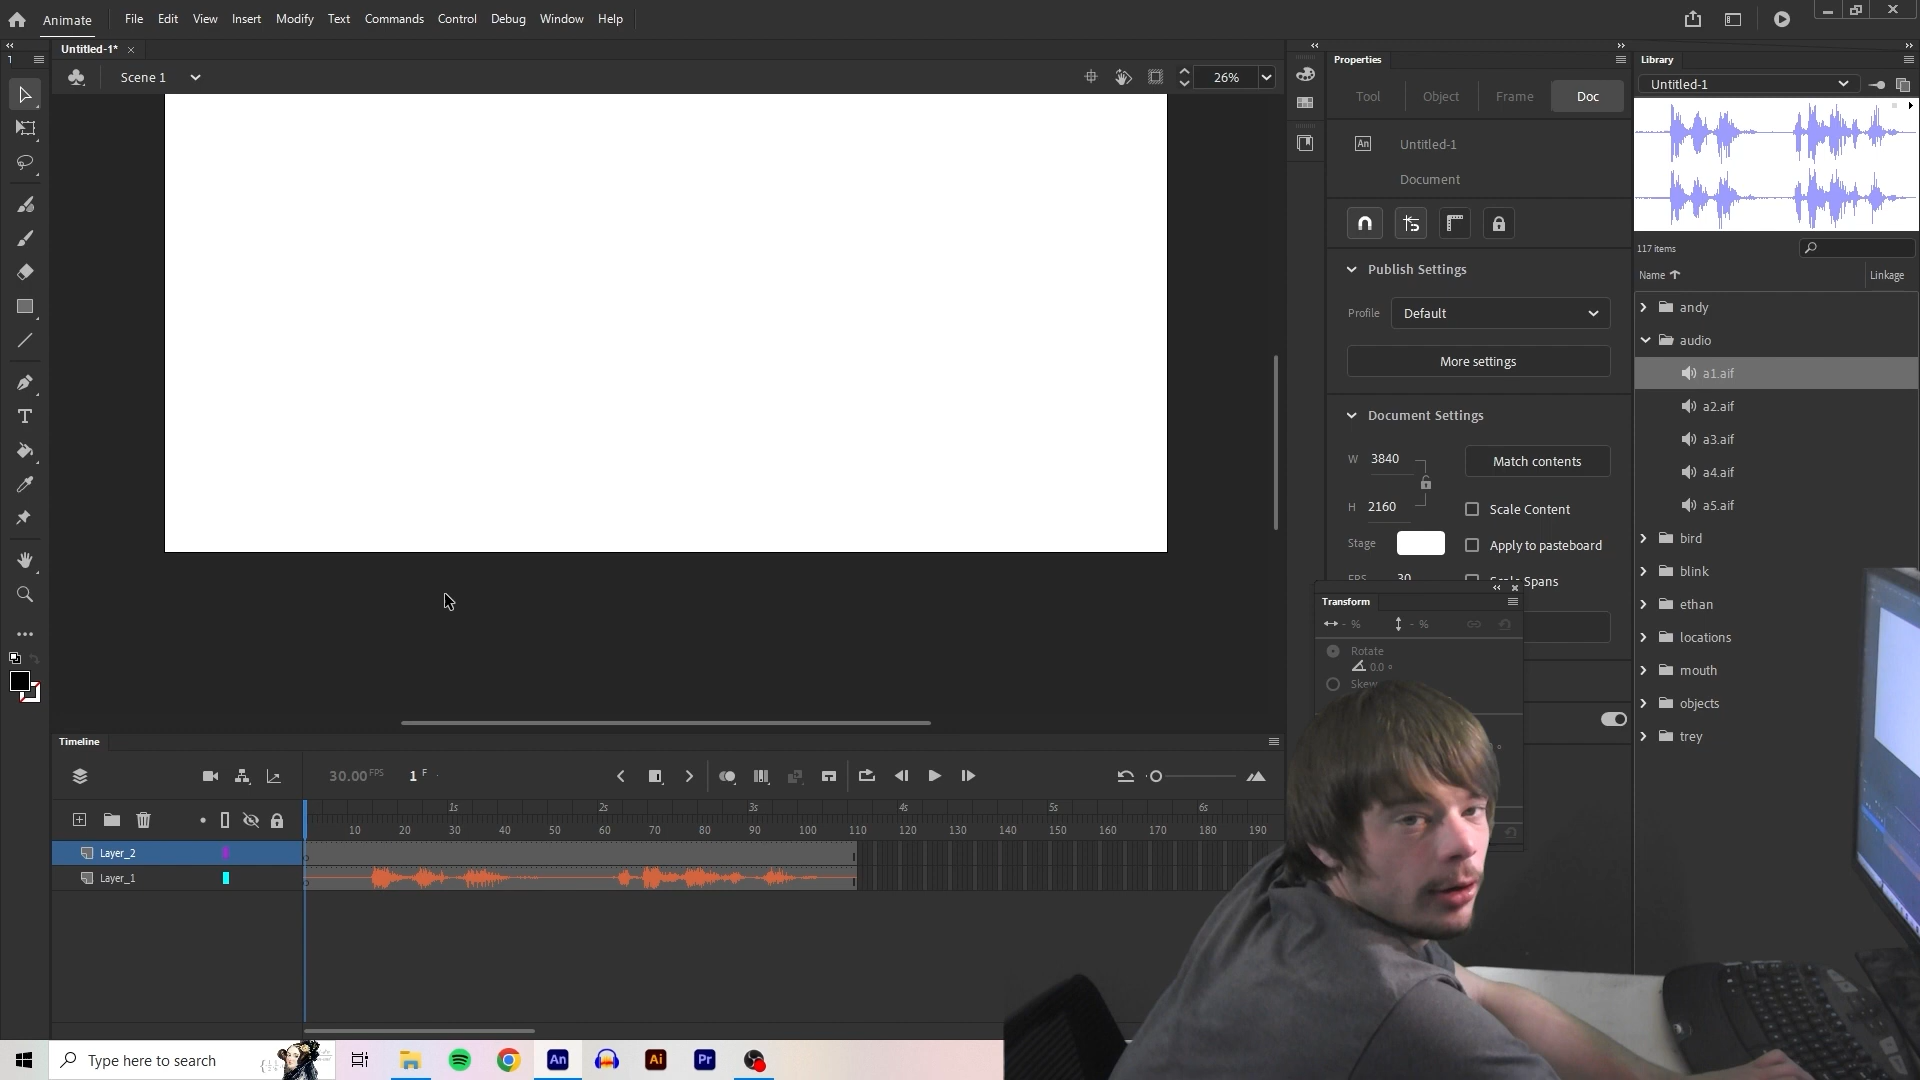 Animate
File Edit View Insert Modify Text Commands Control Debug Window Help
Untitled-1*
Scene 1
26%
Properties
Tool Object Frame Doc
An Untitled-1
Document
Publish Settings
Profile Default
More settings
Document Settings
W 3840
Match contents
H 2160
Scale Content
Stage
Apply to pasteboard
FPS 30
Spans
Transform
- % - %
Rotate
0.0 °
Skew
Library
Untitled-1
117 items
Name Linkage
andy
audio
a1.aif
a2.aif
a3.aif
a4.aif
a5.aif
bird
blink
ethan
locations
mouth
objects
trey
Timeline
30.00 FPS 1 F
1s 2s 3s 4s 5s 6s
10 20 30 40 50 60 70 80 90 100 110 120 130 140 150 160 170 180 190
Layer_2
Layer_1
Type here to search
An Ai Pr